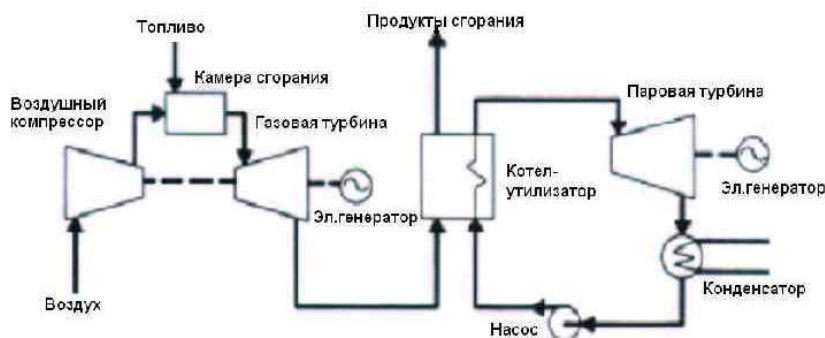 Топливо
Продукты сгорания
Камера сгорания
Воздушный
компрессор
Газовая турбина
Паровая турбина
Котел-
утилизатор
Эл.генератор
Эл.генератор
Воздух
Конденсатор
Насос